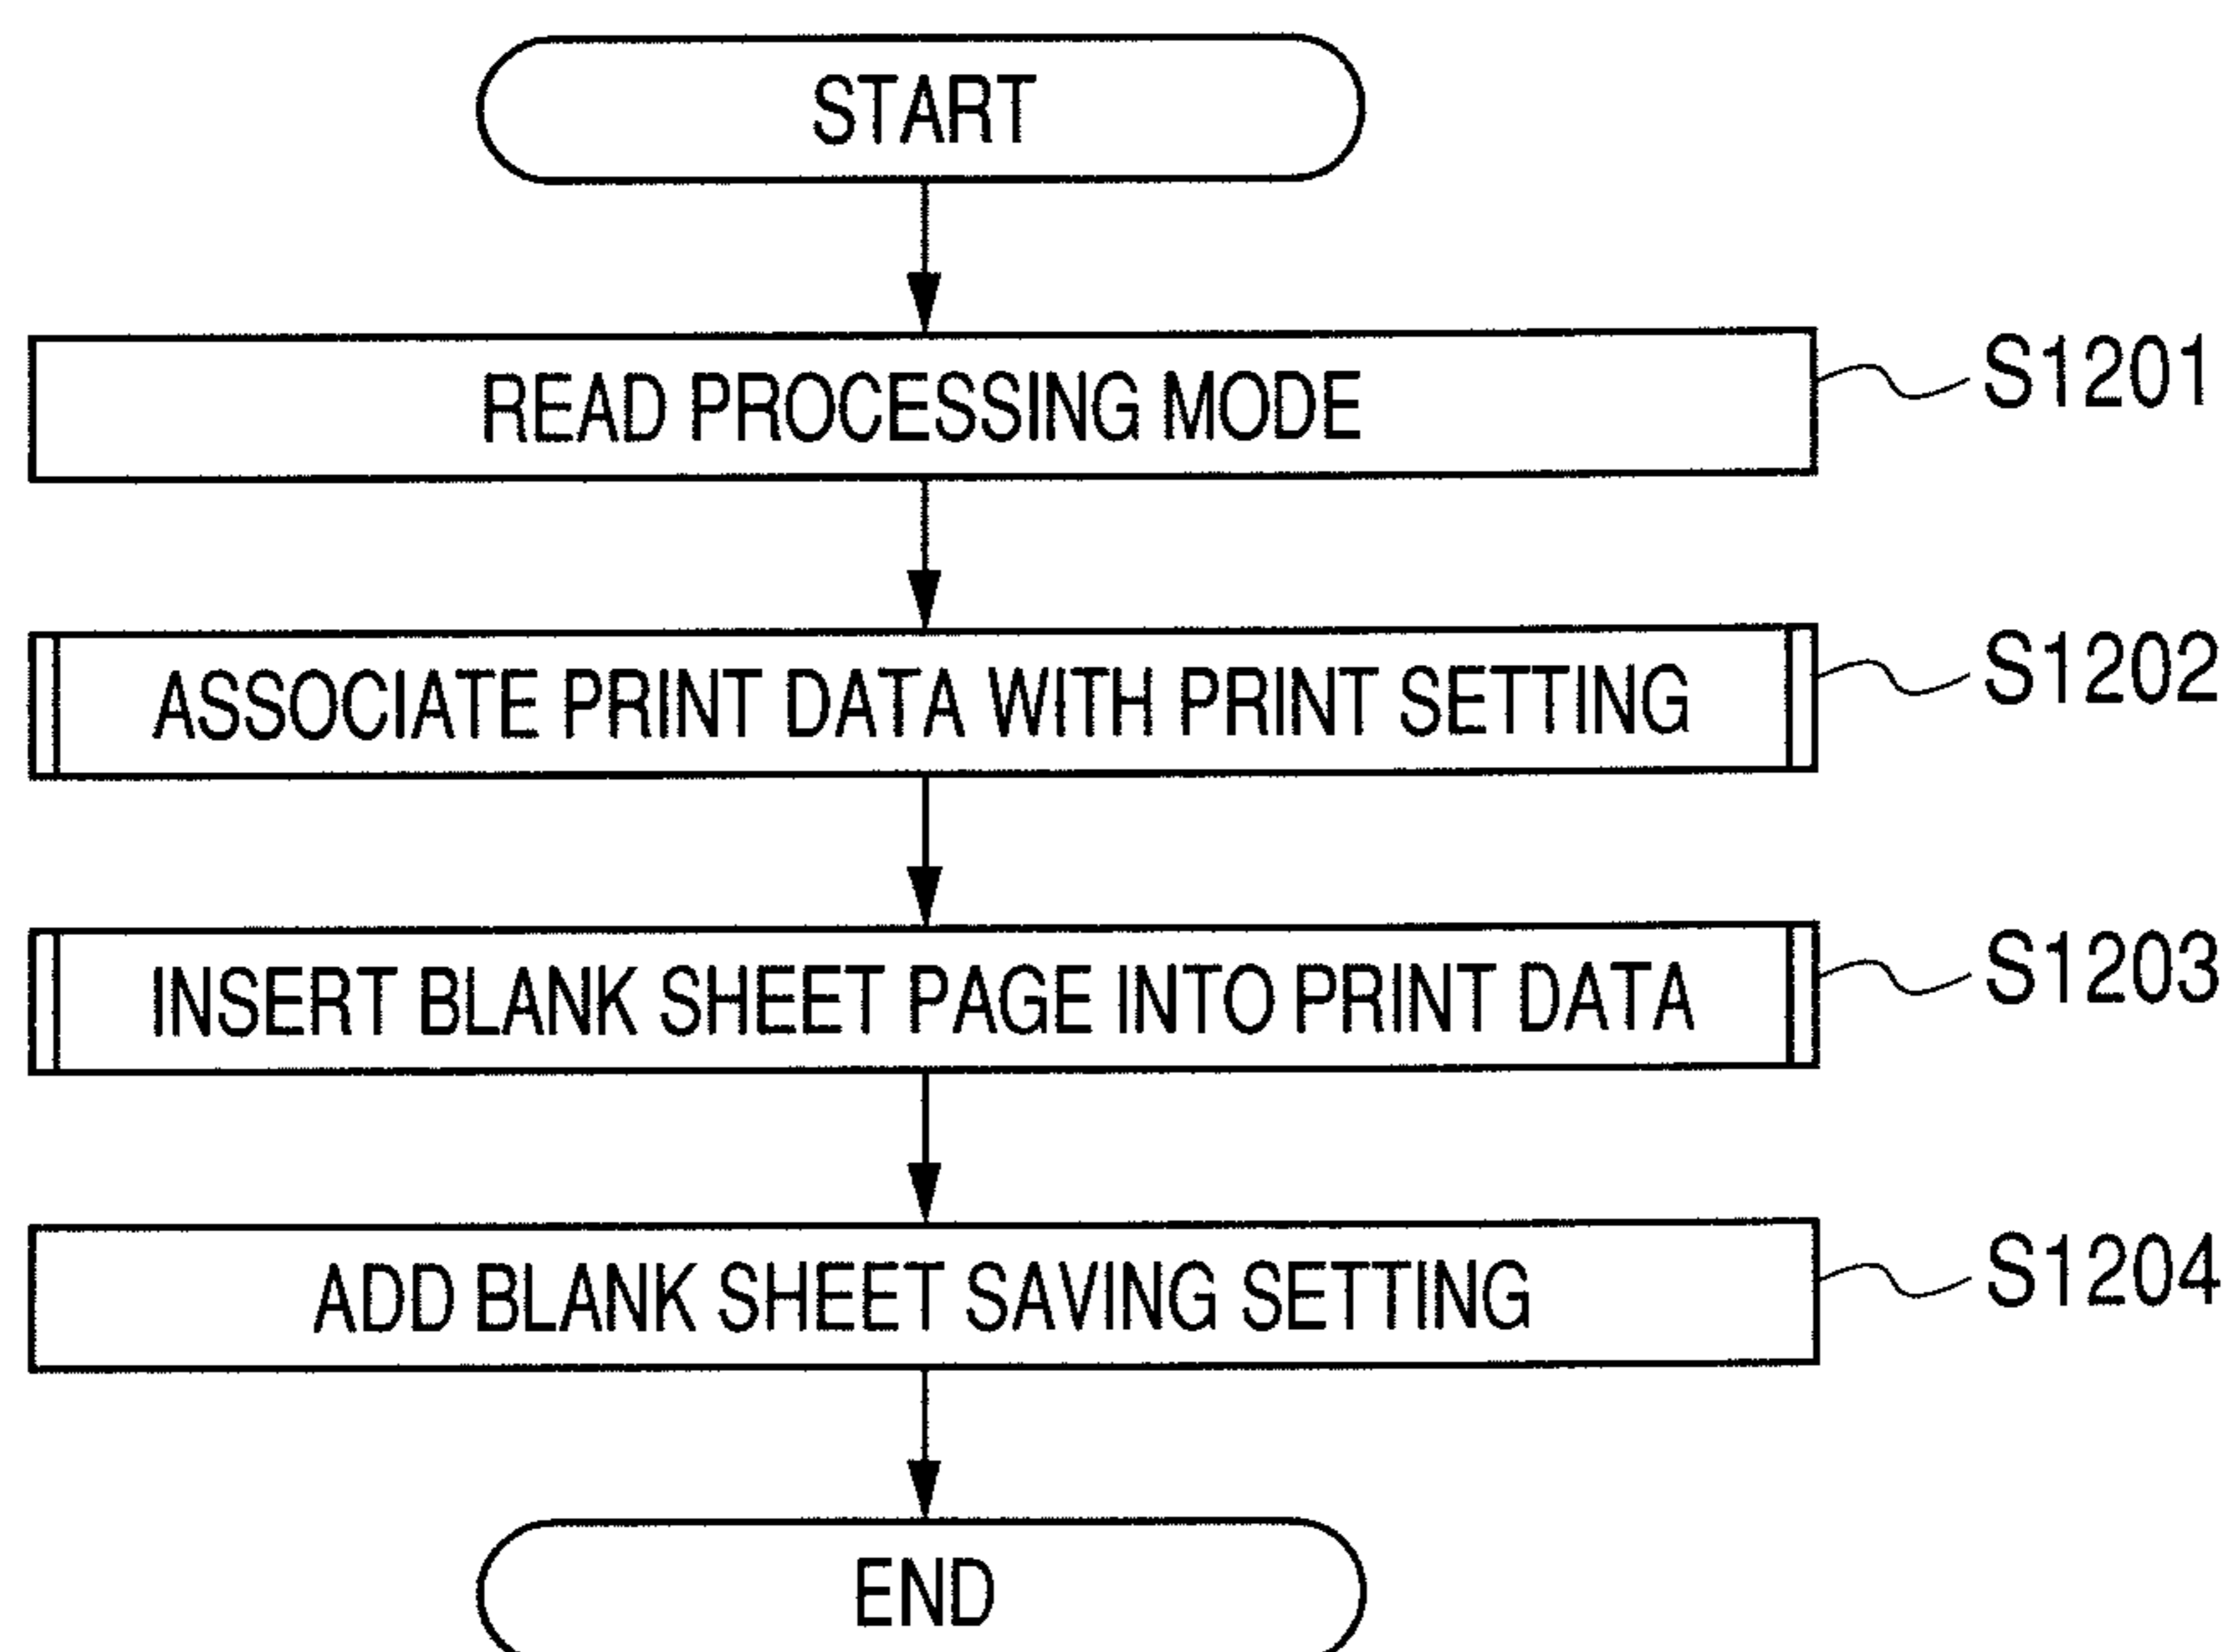 START
READ PROCESSING MODE
S1201
ASSOCIATE PRINT DATA WITH PRINT SETTING
S1202
INSERT BLANK SHEET PAGE INTO PRINT DATA
S1203
ADD BLANK SHEET SAVING SETTING
S1204
END